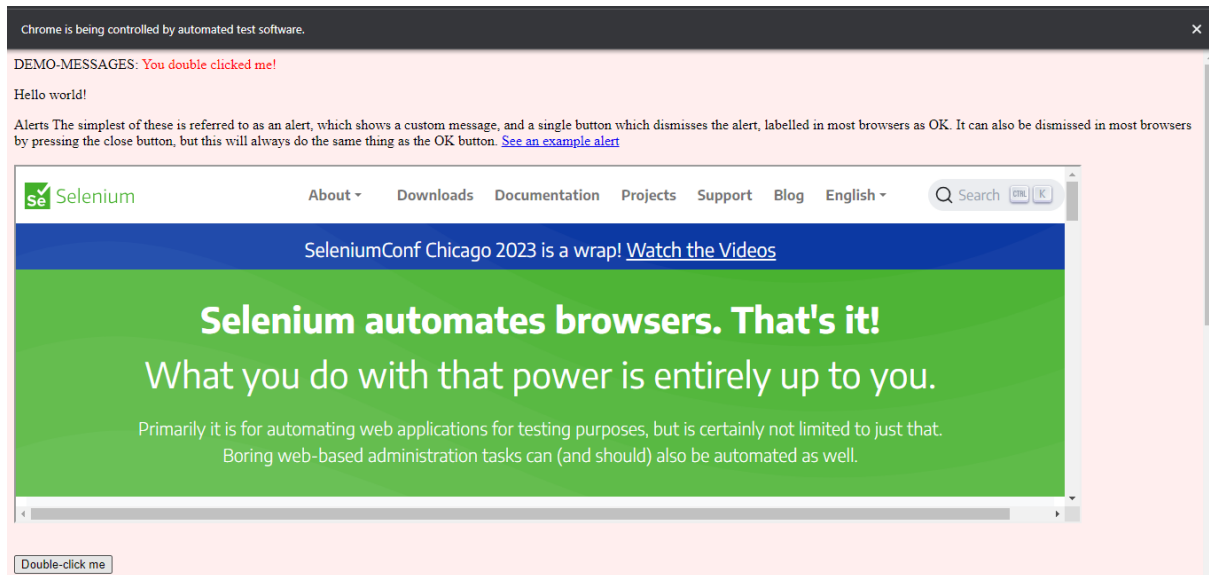 Chrome is being controlled by automated test software.
DEMO-MESSAGES: You double clicked me!
Hello world!
Alerts The simplest of these is referred to as an alert, which shows a custom message, and a single button which dismisses the alert, labelled in most browsers as OK. It can also be dismissed in most browsers
by pressing the close button, but this will always do the same thing as the OK button. See an example alert
Se Selenium About Downloads Documentation Projects Support Blog English Search CTRL K
SeleniumConf Chicago 2023 is a wrap! Watch the Videos
Selenium automates browsers. That's it!
What you do with that power is entirely up to you.
Primarily it is for automating web applications for testing purposes, but is certainly not limited to just that.
Boring web-based administration tasks can (and should) also be automated as well.
Double-click me